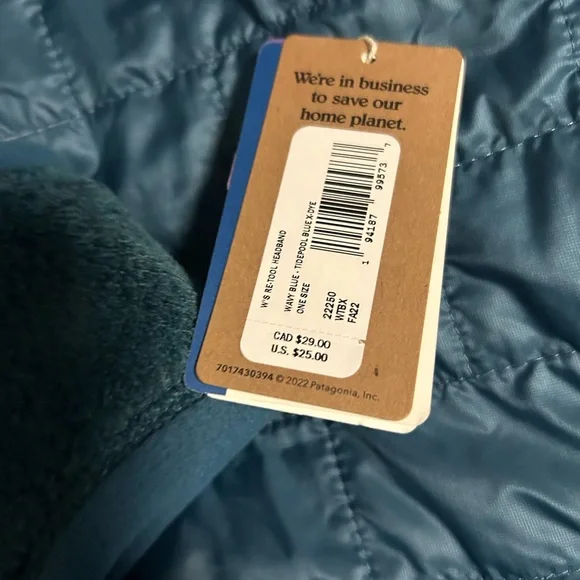 We're in business
to save our
home planet.
W'S RE-TOOL HEADBAND
WAVY BLUE - TIDEPOOL BLUE X-DYE
ONE SIZE
22250
WTBX
FA22
1 94187 99573 7
CAD $29.00
U.S. $25.00
7017430394 © 2022 Patagonia, Inc.